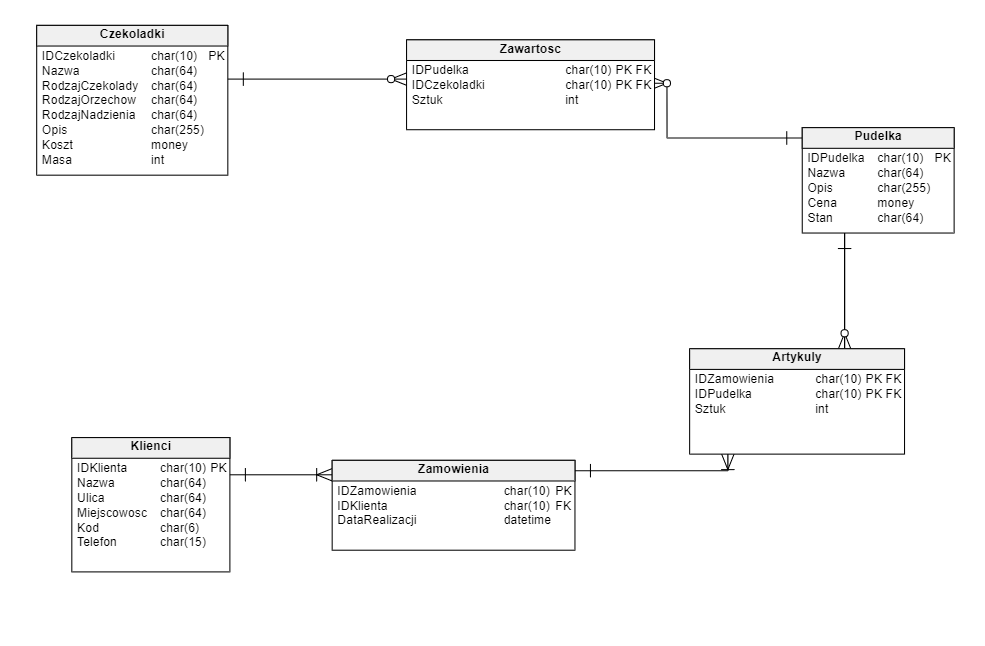 Czekoladki
IDCzekoladki char(10) PK
Nazwa char(64)
RodzajCzekolady char(64)
RodzajOrzechow char(64)
RodzajNadzienia char(64)
Opis char(255)
Koszt money
Masa int
Zawartosc
IDPudelka char(10) PK FK
IDCzekoladki char(10) PK FK
Sztuk int
Pudelka
IDPudelka char(10) PK
Nazwa char(64)
Opis char(255)
Cena money
Stan char(64)
Artykuly
IDZamowienia char(10) PK FK
IDPudelka char(10) PK FK
Sztuk int
Klienci
IDKlienta char(10) PK
Nazwa char(64)
Ulica char(64)
Miejscowosc char(64)
Kod char(6)
Telefon char(15)
Zamowienia
IDZamowienia char(10) PK
IDKlienta char(10) FK
DataRealizacji datetime